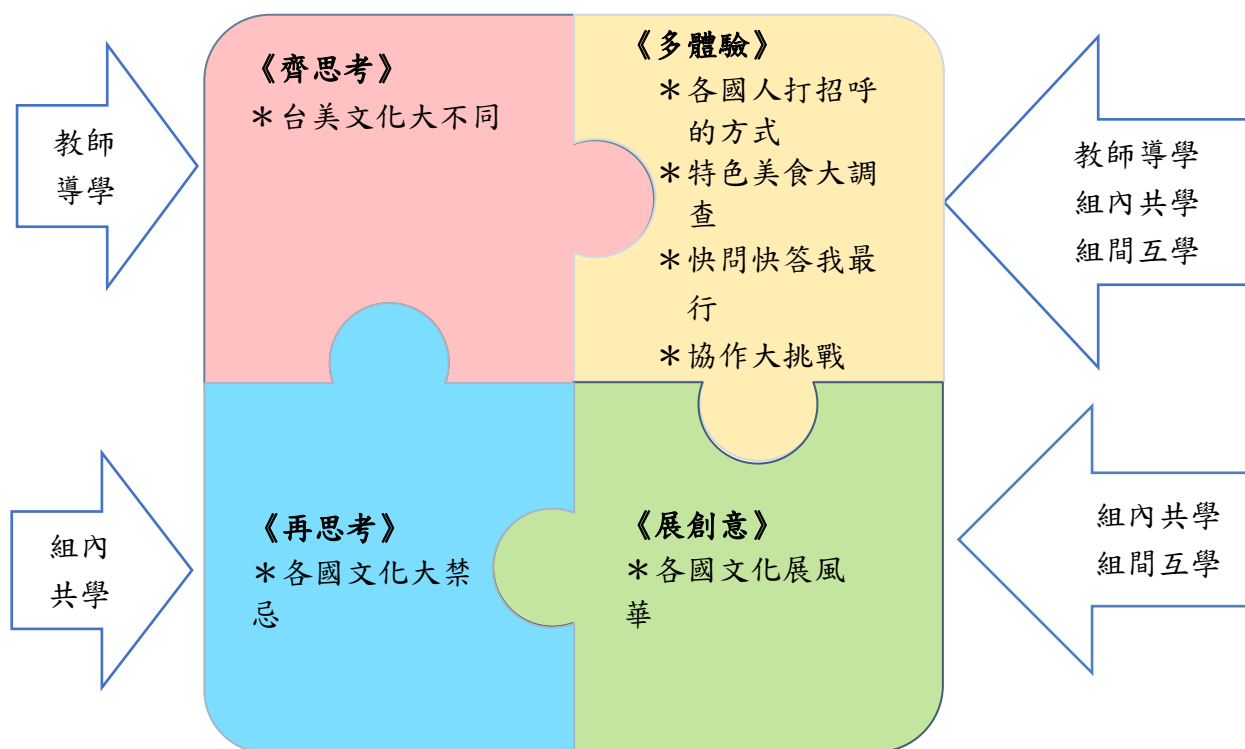 教師
導學
《齊思考》
＊台美文化大不同
《多體驗》
＊各國人打招呼
的方式
＊特色美食大調
查
＊快問快答我最
行
＊協作大挑戰
教師導學
組內共學
組間互學
組內
共學
《再思考》
＊各國文化大禁
忌
《展創意》
＊各國文化展風
華
組內共學
組間互學